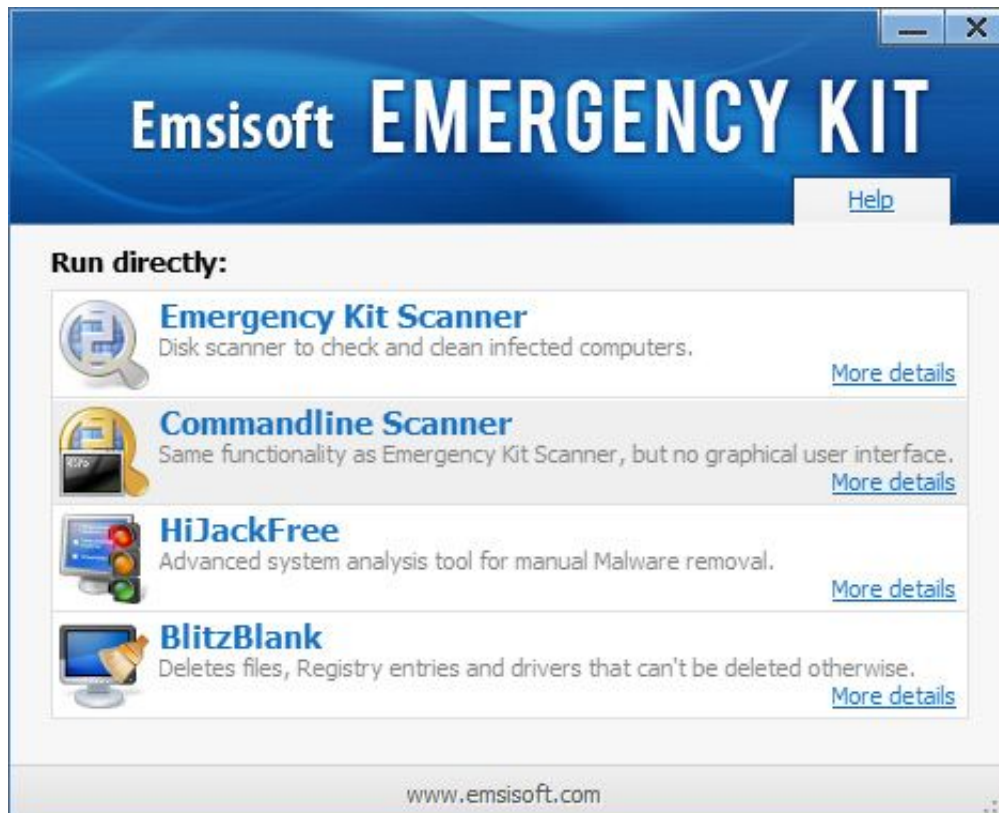 Emsisoft EMERGENCY KIT
Help
Run directly:
Emergency Kit Scanner
Disk scanner to check and clean infected computers.
More details
Commandline Scanner
Same functionality as Emergency Kit Scanner, but no graphical user interface.
More details
HiJackFree
Advanced system analysis tool for manual Malware removal.
More details
BlitzBlank
Deletes files, Registry entries and drivers that can't be deleted otherwise.
More details
www.emsisoft.com